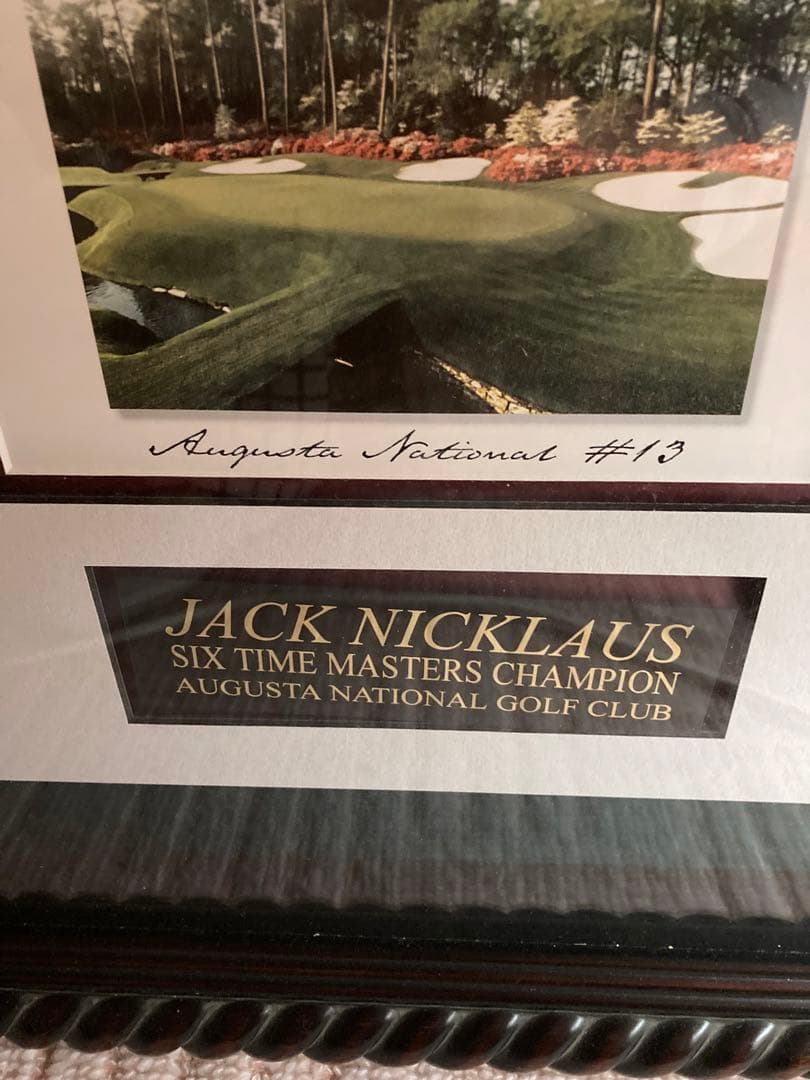 Augusta National #13
JACK NICKLAUS
SIX TIME MASTERS CHAMPION
AUGUSTA NATIONAL GOLF CLUB